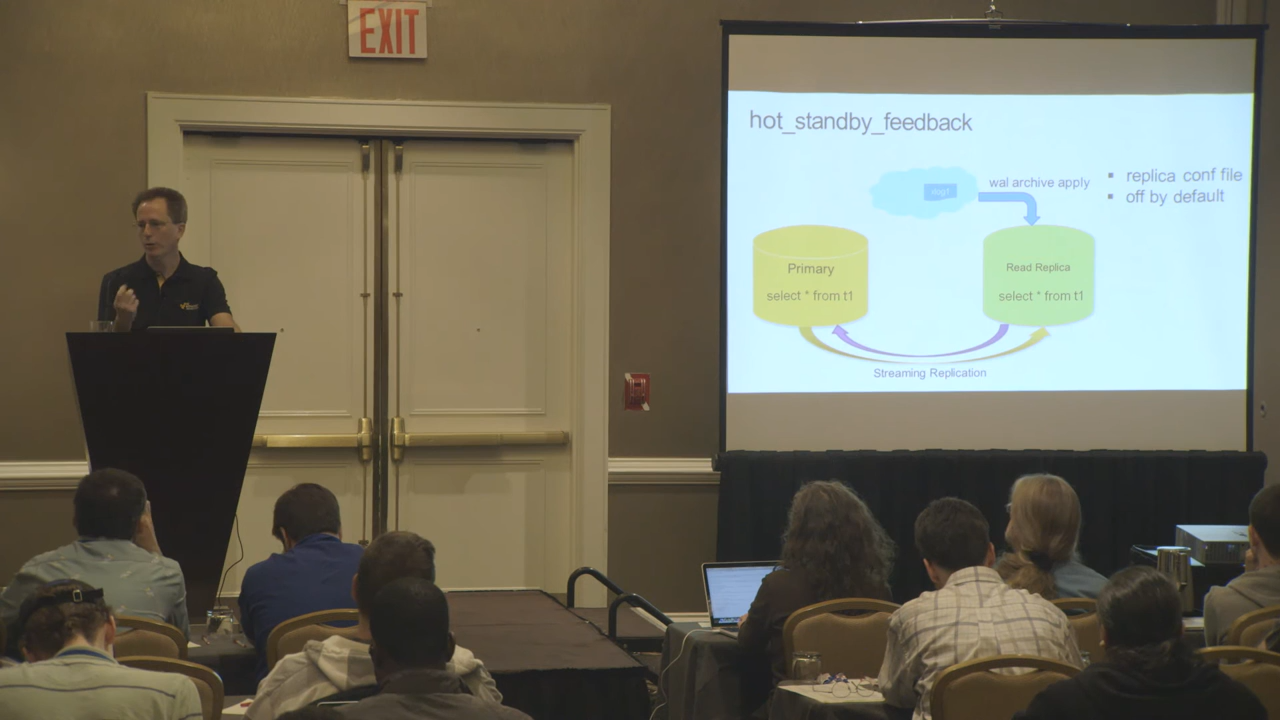 EXIT
hot_standby_feedback
wal archive apply
▪ replica conf file
▪ off by default
Primary
select * from t1
Read Replica
select * from t1
Streaming Replication